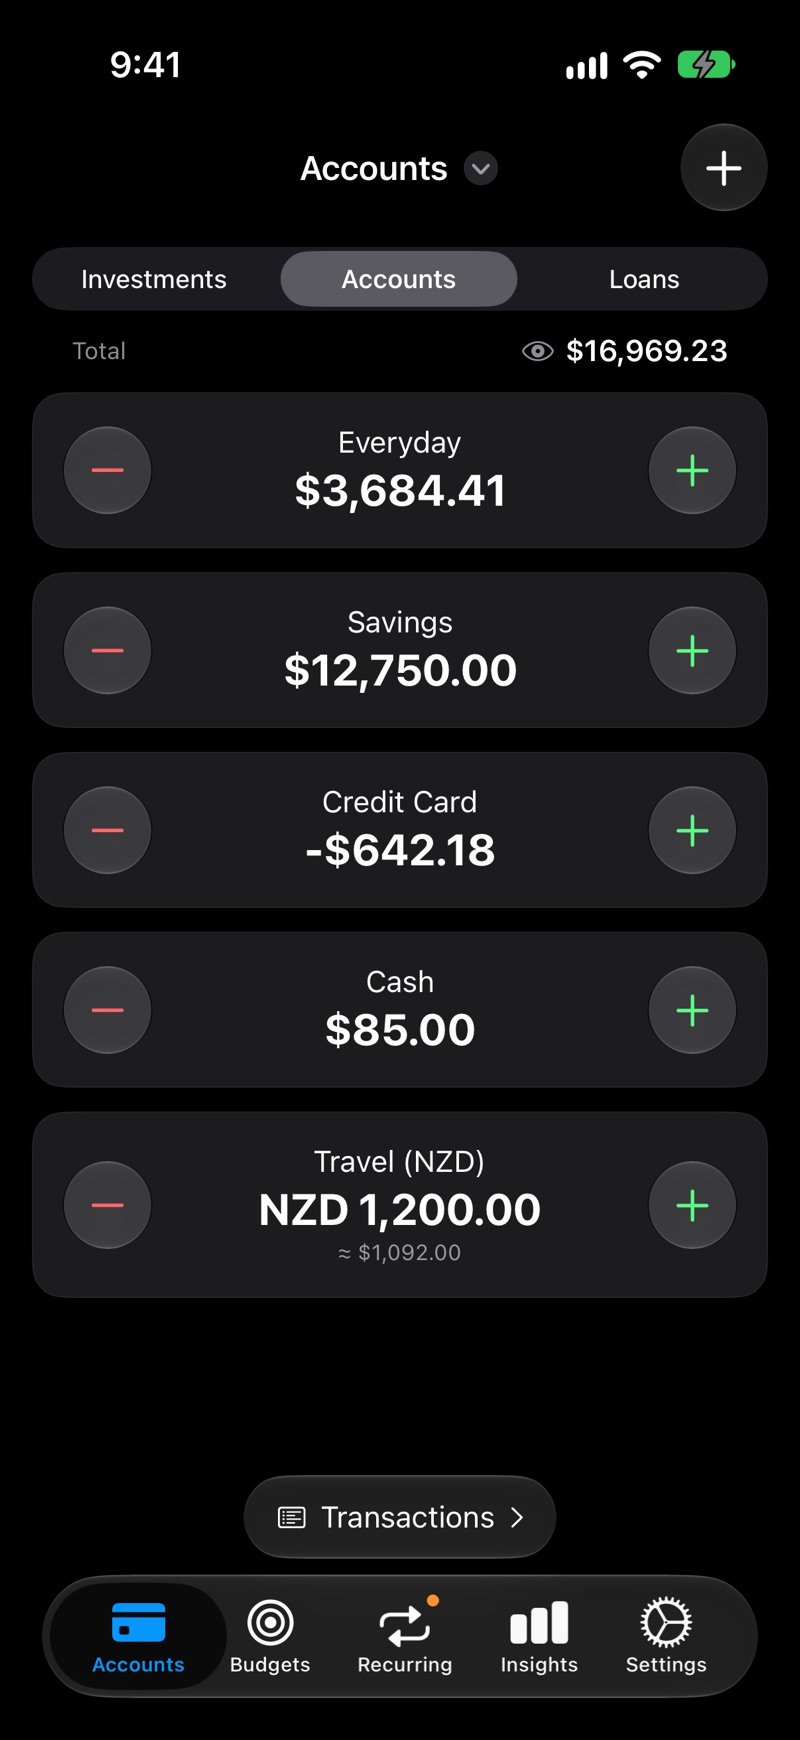 9:41
Accounts
Investments
Accounts
Loans
Total
$16,969.23
Everyday
$3,684.41
Savings
$12,750.00
Credit Card
-$642.18
Cash
$85.00
Travel (NZD)
NZD 1,200.00
≈ $1,092.00
Transactions
Accounts
Budgets
Recurring
Insights
Settings